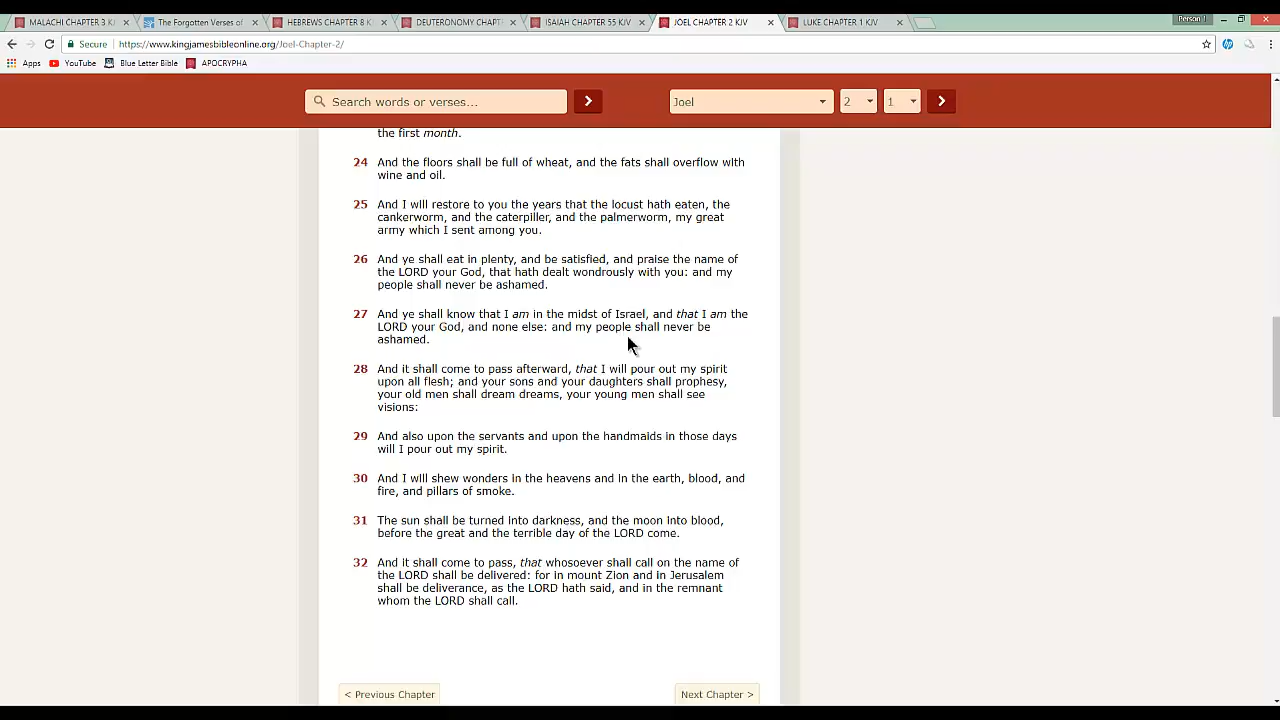 MALACHI CHAPTER 3 KJ
The Forgotten Verses of
HEBREWS CHAPTER 8 K
DEUTERONOMY CHAPT
ISAIAH CHAPTER 55 KJV
JOEL CHAPTER 2 KJV
LUKE CHAPTER 1 KJV
Person 1
Secure
https://www.kingjamesbibleonline.org/Joel-Chapter-2/
Apps
YouTube
Blue Letter Bible
APOCRYPHA
Search words or verses...
Joel
2
1
the first month.
24 And the floors shall be full of wheat, and the fats shall overflow with
wine and oil.
25 And I will restore to you the years that the locust hath eaten, the
cankerworm, and the caterpiller, and the palmerworm, my great
army which I sent among you.
26 And ye shall eat in plenty, and be satisfied, and praise the name of
the LORD your God, that hath dealt wondrously with you: and my
people shall never be ashamed.
27 And ye shall know that I am in the midst of Israel, and that I am the
LORD your God, and none else: and my people shall never be
ashamed.
28 And it shall come to pass afterward, that I will pour out my spirit
upon all flesh; and your sons and your daughters shall prophesy,
your old men shall dream dreams, your young men shall see
visions:
29 And also upon the servants and upon the handmaids in those days
will I pour out my spirit.
30 And I will shew wonders in the heavens and in the earth, blood, and
fire, and pillars of smoke.
31 The sun shall be turned into darkness, and the moon into blood,
before the great and the terrible day of the LORD come.
32 And it shall come to pass, that whosoever shall call on the name of
the LORD shall be delivered: for in mount Zion and in Jerusalem
shall be deliverance, as the LORD hath said, and in the remnant
whom the LORD shall call.
< Previous Chapter
Next Chapter >